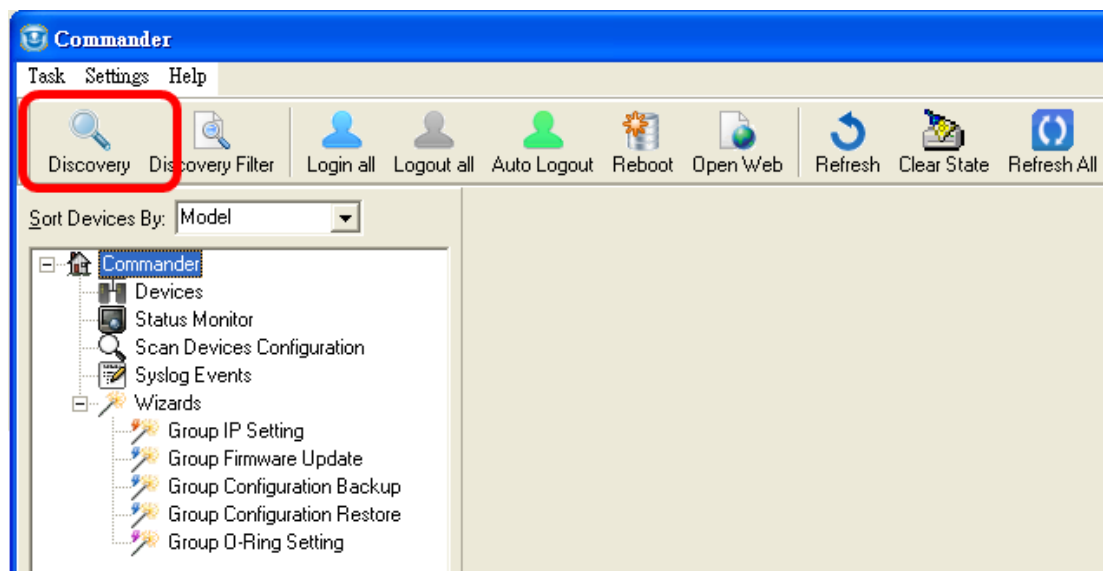 Commander
Task Settings Help
Discovery Discovery Filter Login all Logout all Auto Logout Reboot Open Web Refresh Clear State Refresh All
Sort Devices By: Model
Commander
Devices
Status Monitor
Scan Devices Configuration
Syslog Events
Wizards
Group IP Setting
Group Firmware Update
Group Configuration Backup
Group Configuration Restore
Group O-Ring Setting